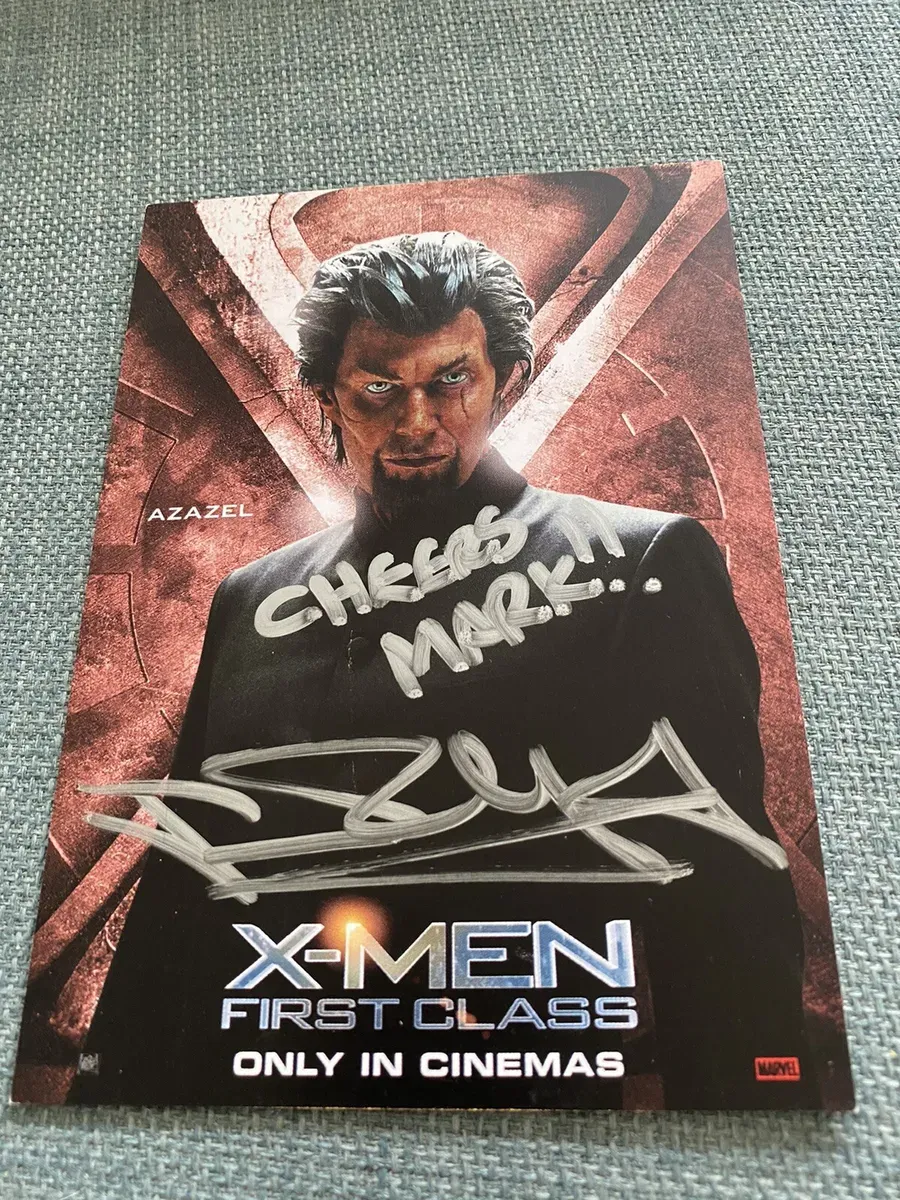 AZAZEL
CHEERS !!
MARK...
X-MEN
FIRST CLASS
ONLY IN CINEMAS
MARVEL